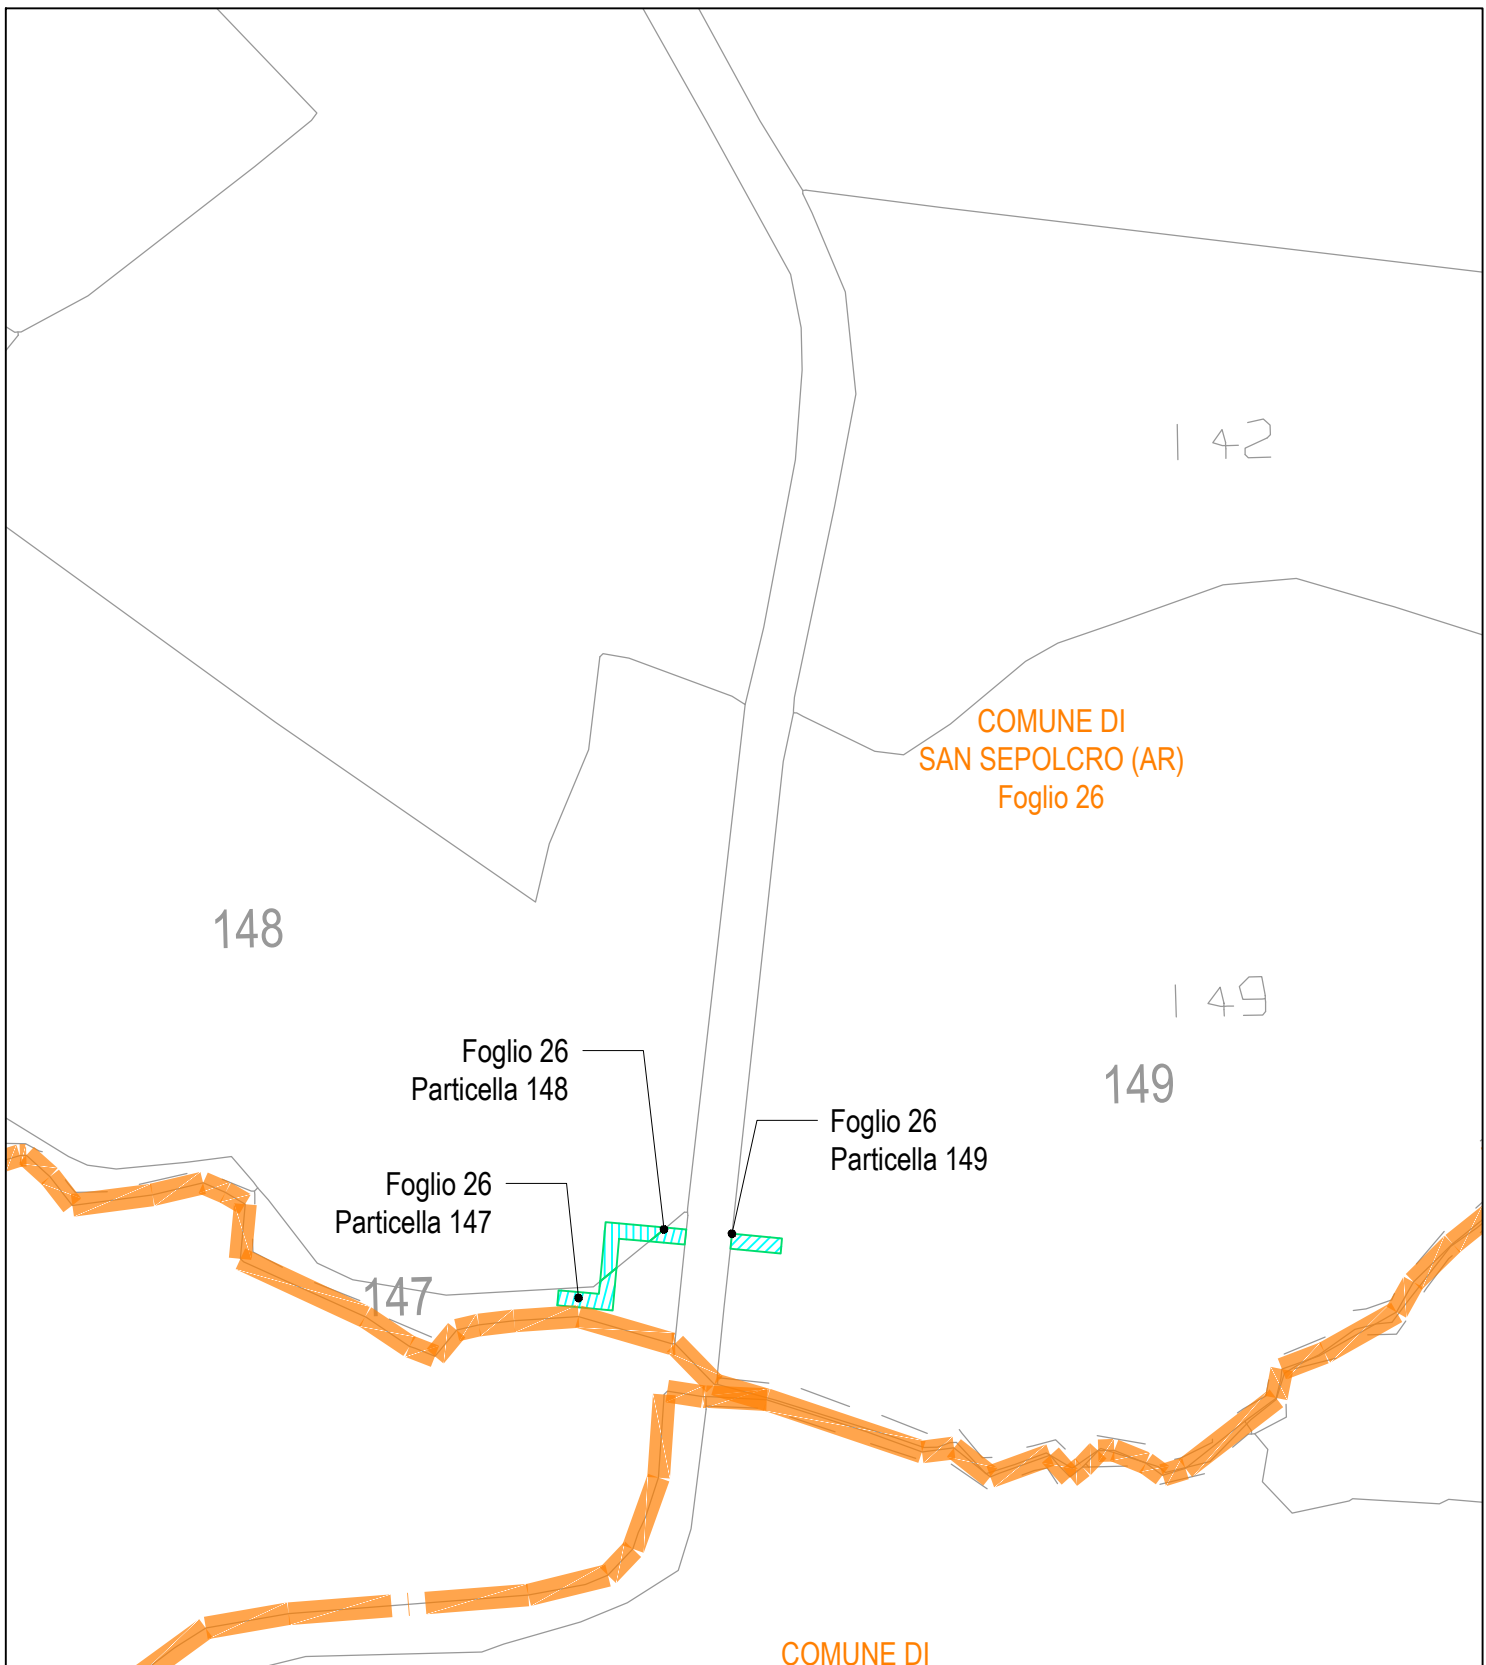 1 42
COMUNE DI
SAN SEPOLCRO (AR)
Foglio 26
148
1 49
149
Foglio 26
Particella 148
Foglio 26
Particella 149
Foglio 26
Particella 147
147
COMUNE DI